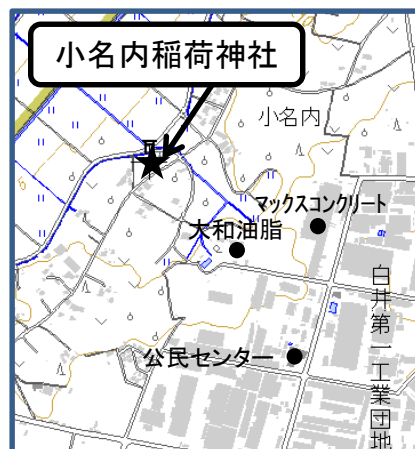 小名内稲荷神社
小名内
マックスコンクリート
大和油脂
公民センター
白井第一工業団地